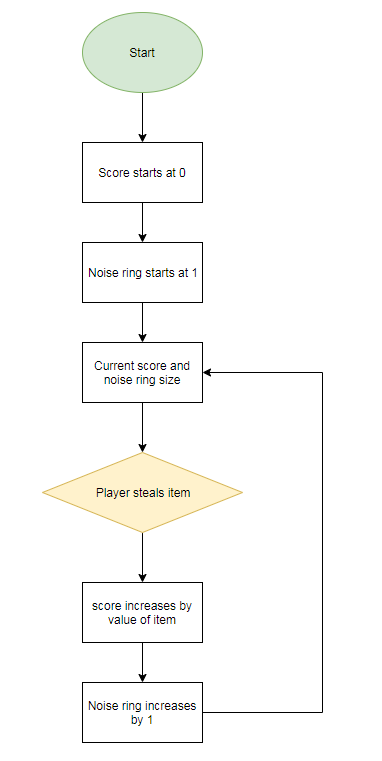 Start
Score starts at 0
Noise ring starts at 1
Current score and
noise ring size
Player steals item
score increases by
value of item
Noise ring increases
by 1